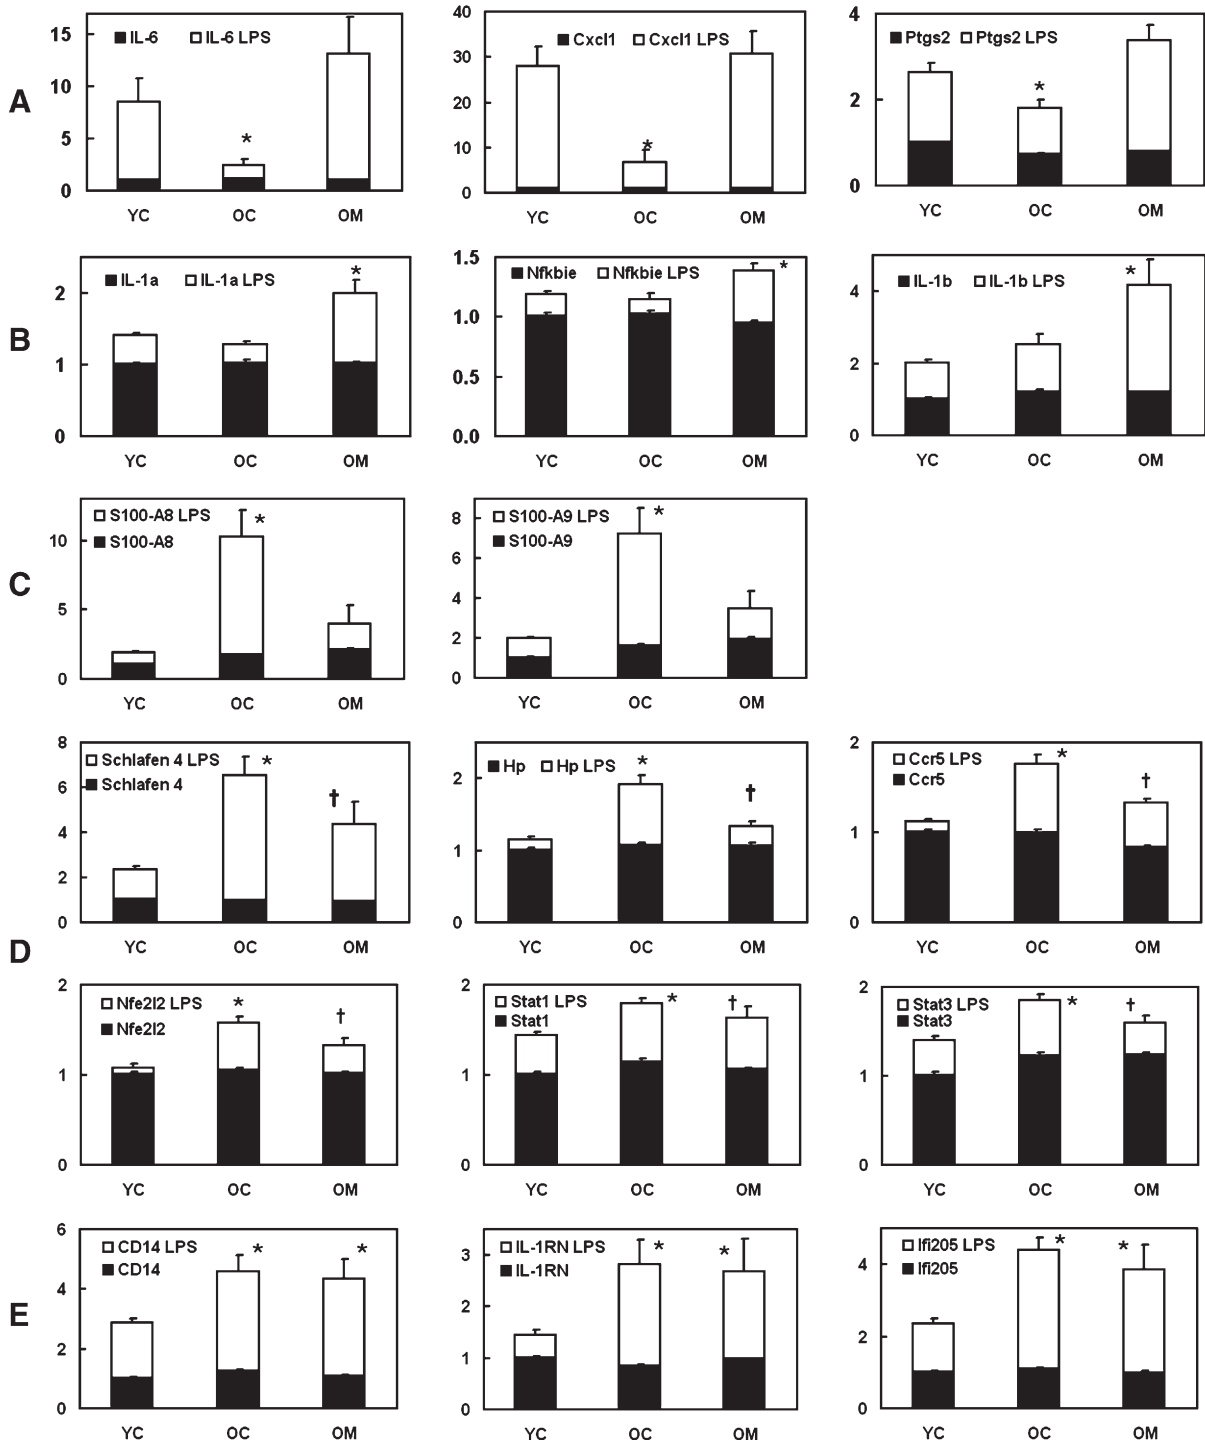 A
■ IL-6 □ IL-6 LPS
15
10
5
0
YC OC OM
*
■ Cxcl1 □ Cxcl1 LPS
40
30
20
10
0
YC OC OM
*
■ Ptgs2 □ Ptgs2 LPS
4
2
0
YC OC OM
*
B
■ IL-1a □ IL-1a LPS
2
1
0
YC OC OM
*
■ Nfkbie □ Nfkbie LPS
1.5
1.0
0.5
0.0
YC OC OM
*
■ IL-1b □ IL-1b LPS
4
2
0
YC OC OM
*
C
□ S100-A8 LPS
■ S100-A8
10
5
0
YC OC OM
*
□ S100-A9 LPS
■ S100-A9
8
6
4
2
0
YC OC OM
*
D
□ Schlafen 4 LPS
■ Schlafen 4
8
6
4
2
0
YC OC OM
* †
■ Hp □ Hp LPS
2
1
0
YC OC OM
* †
□ Ccr5 LPS
■ Ccr5
2
1
0
YC OC OM
* †
□ Nfe2l2 LPS
■ Nfe2l2
2
1
0
YC OC OM
* †
□ Stat1 LPS
■ Stat1
2
1
0
YC OC OM
* †
□ Stat3 LPS
■ Stat3
2
1
0
YC OC OM
* †
E
□ CD14 LPS
■ CD14
6
4
2
0
YC OC OM
* *
□ IL-1RN LPS
■ IL-1RN
3
2
1
0
YC OC OM
* *
□ Ifi205 LPS
■ Ifi205
4
2
0
YC OC OM
* *